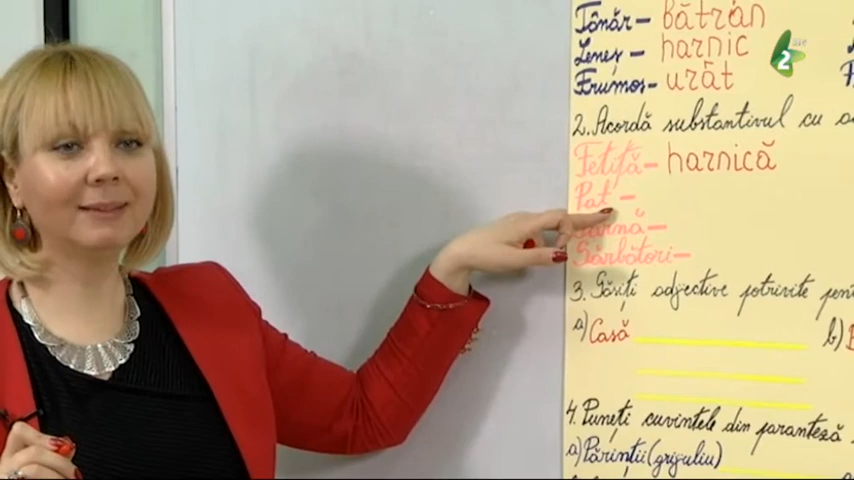 Tânăr - bătrân
Leneș - harnic
Frumos - urât
2
2. Acordă substantivul cu
Fetiță - harnică
Pat -
Sărbători -
3. Găsiți adjective potrivite
a) Casă
b)
4. Puneți cuvintele din paranteză
a) Părinții (grijuliu)